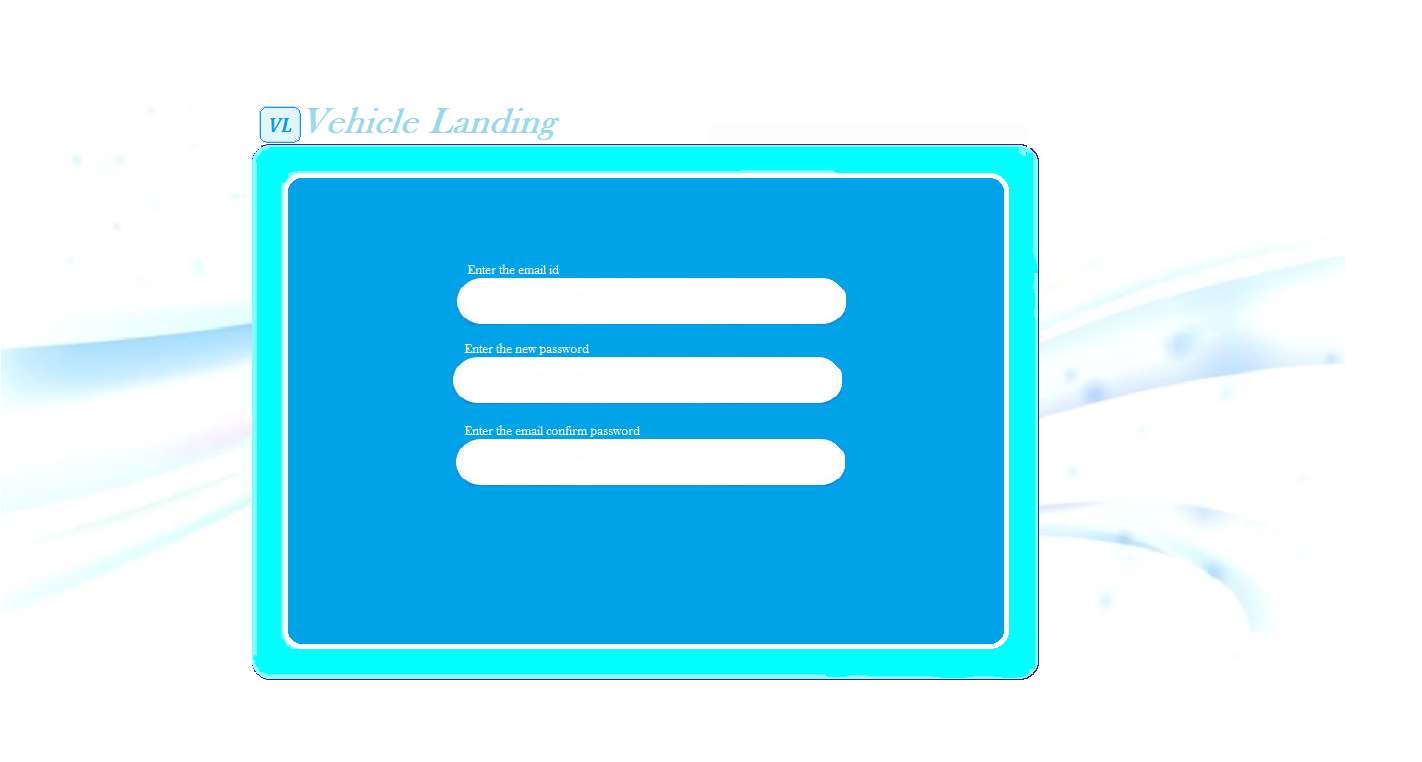 VL Vehicle Landing
Enter the email id
Enter the new password
Enter the email confirm password